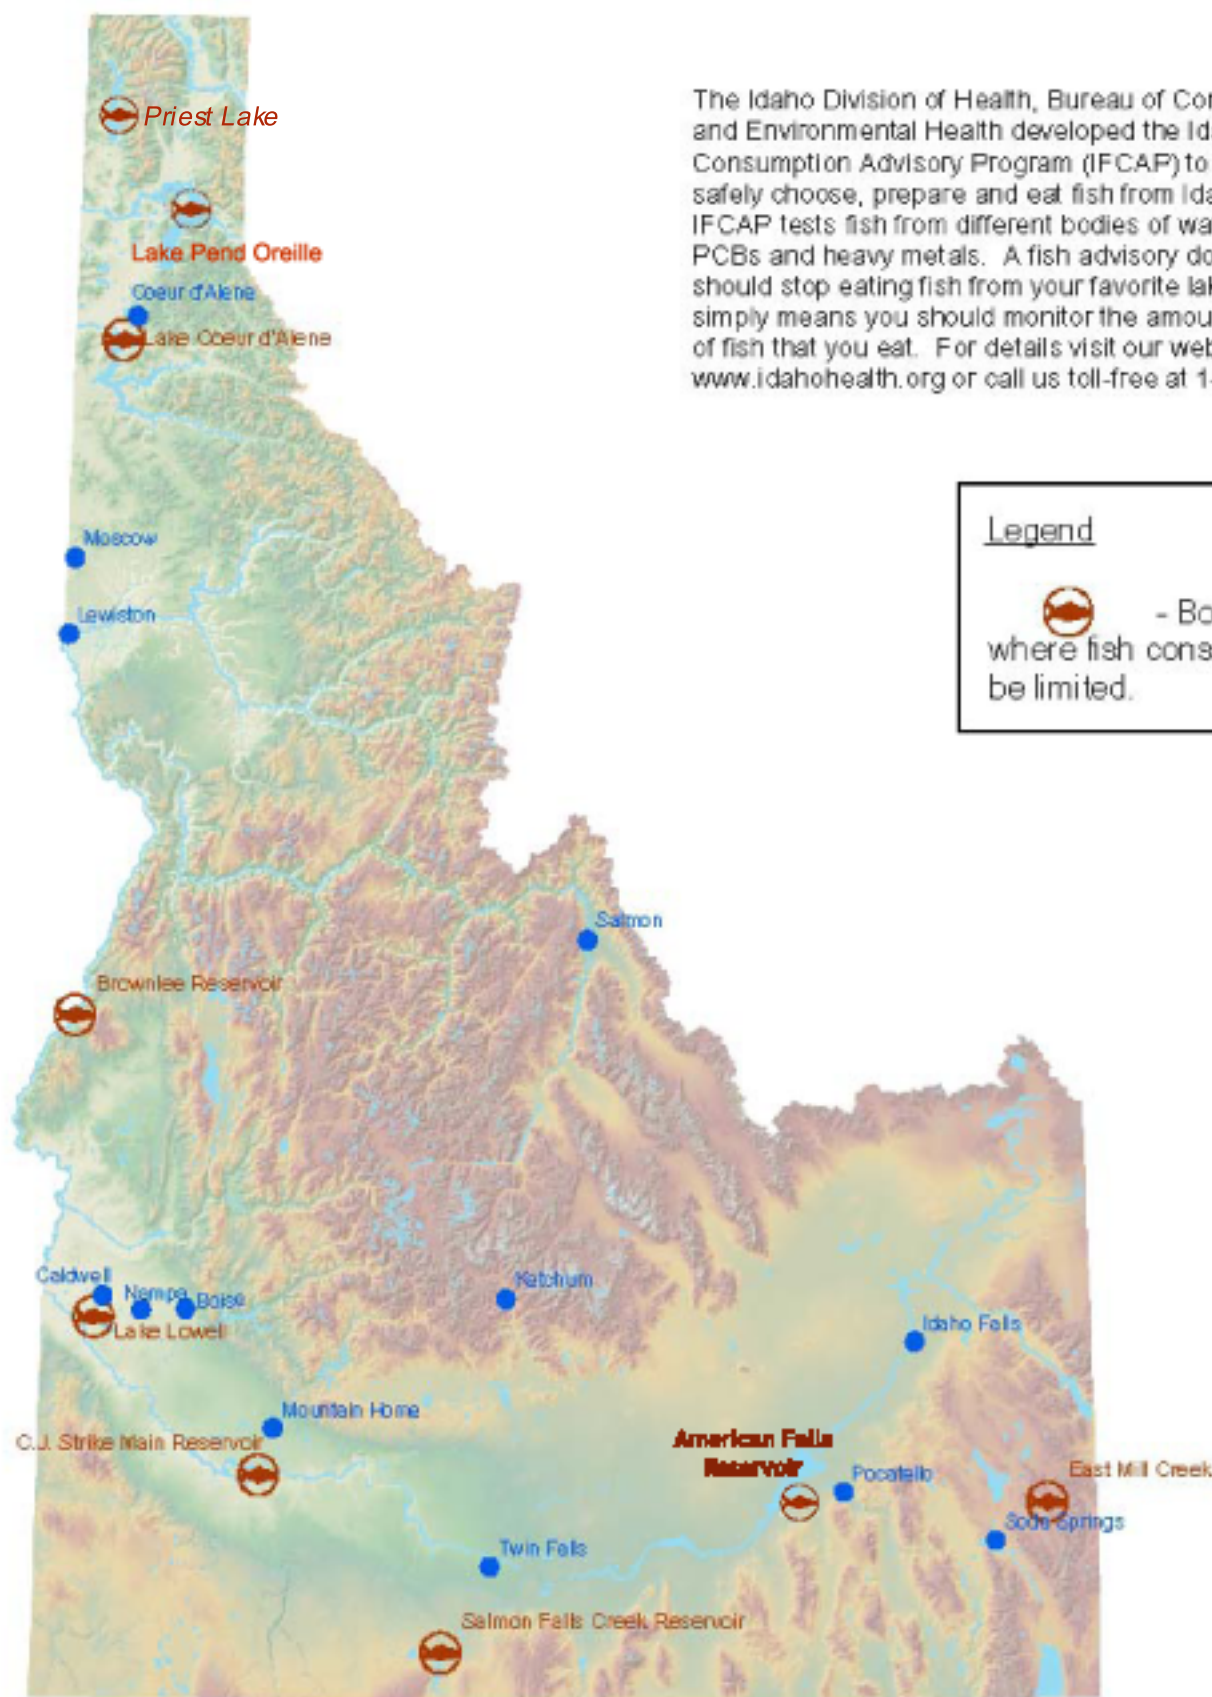 Priest Lake
Lake Pend Oreille
Coeur d'Alene
Lake Coeur d'Alene
The Idaho Division of Health, Bureau of Cor
and Environmental Health developed the Id
Consumption Advisory Program (IFCAP) to
safely choose, prepare and eat fish from Ida
IFCAP tests fish from different bodies of wa
PCBs and heavy metals. A fish advisory do
should stop eating fish from your favorite lak
simply means you should monitor the amou
of fish that you eat. For details visit our web
www.idahohealth.org or call us toll-free at 1-
Legend
- Bo
where fish cons
be limited.
Moscow
Lewiston
Salmon
Brownlee Reservoir
Caldwell
Nampa
Boise
Lake Lowell
Ketchum
Idaho Falls
Mountain Home
C.J. Strike Main Reservoir
American Falls
Reservoir
Pocatello
East Mill Creek
Soda Springs
Twin Falls
Salmon Falls Creek Reservoir